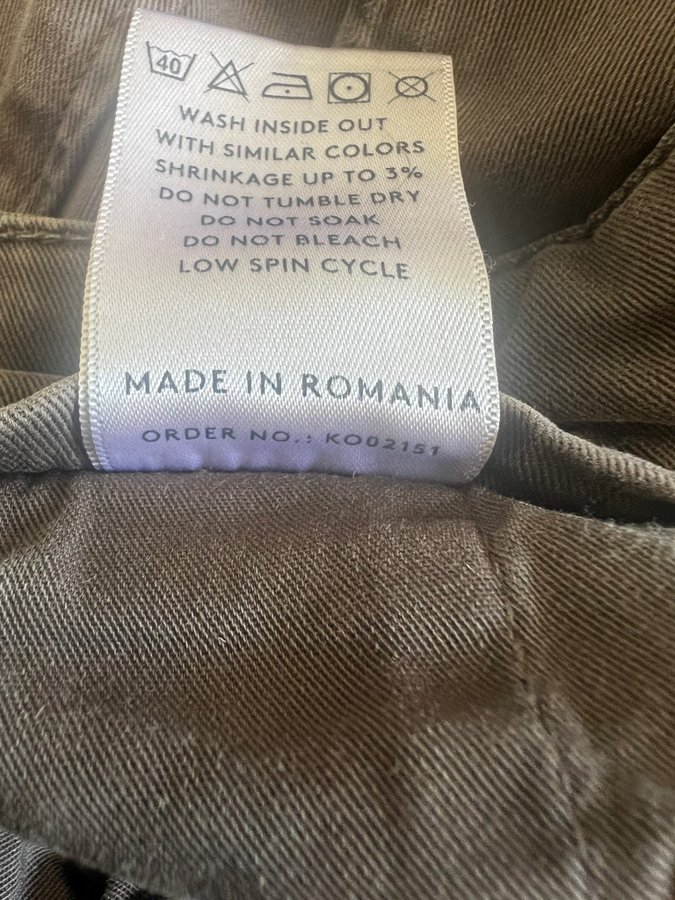 40
WASH INSIDE OUT
WITH SIMILAR COLORS
SHRINKAGE UP TO 3%
DO NOT TUMBLE DRY
DO NOT SOAK
DO NOT BLEACH
LOW SPIN CYCLE
MADE IN ROMANIA
ORDER NO.: KO02151